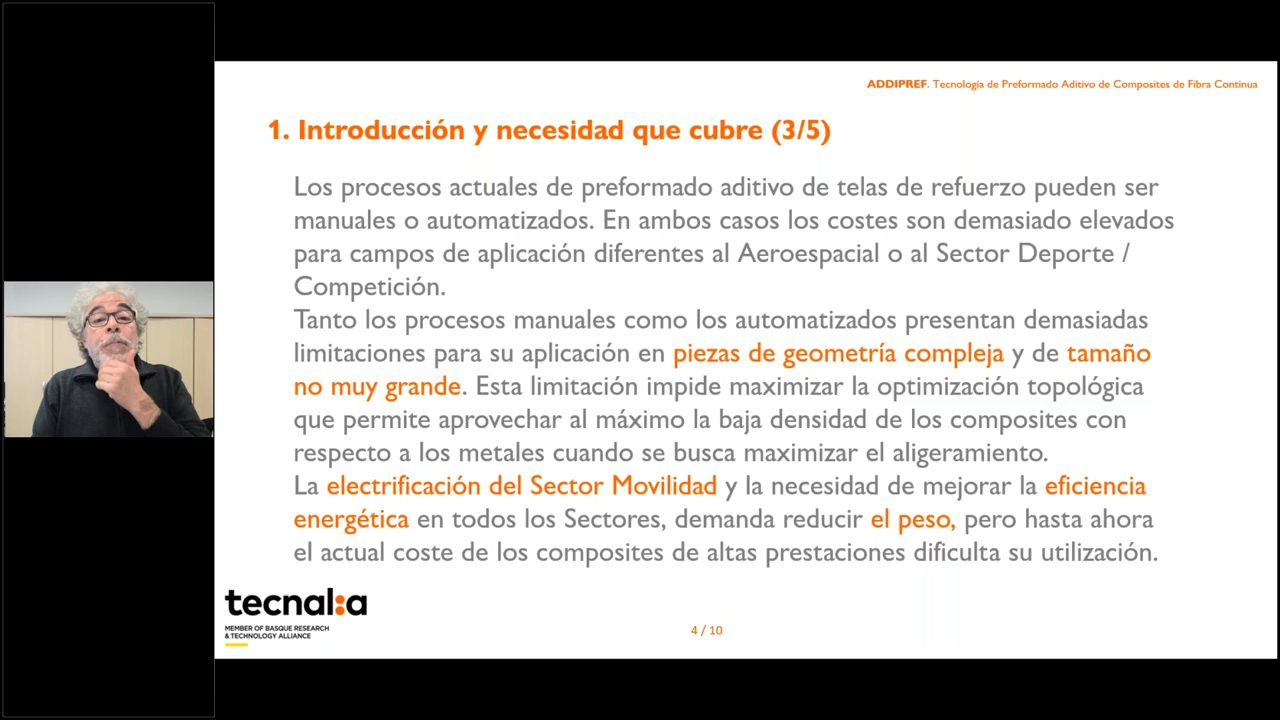 ADDIPREF. Tecnología de Preformado Aditivo de Composites de Fibra Continua
1. Introducción y necesidad que cubre (3/5)
Los procesos actuales de preformado aditivo de telas de refuerzo pueden ser
manuales o automatizados. En ambos casos los costes son demasiado elevados
para campos de aplicación diferentes al Aeroespacial o al Sector Deporte /
Competición.
Tanto los procesos manuales como los automatizados presentan demasiadas
limitaciones para su aplicación en piezas de geometría compleja y de tamaño
no muy grande. Esta limitación impide maximizar la optimización topológica
que permite aprovechar al máximo la baja densidad de los composites con
respecto a los metales cuando se busca maximizar el aligeramiento.
La electrificación del Sector Movilidad y la necesidad de mejorar la eficiencia
energética en todos los Sectores, demanda reducir el peso, pero hasta ahora
el actual coste de los composites de altas prestaciones dificulta su utilización.
tecnal:a
MEMBER OF BASQUE RESEARCH
& TECHNOLOGY ALLIANCE
4 / 10